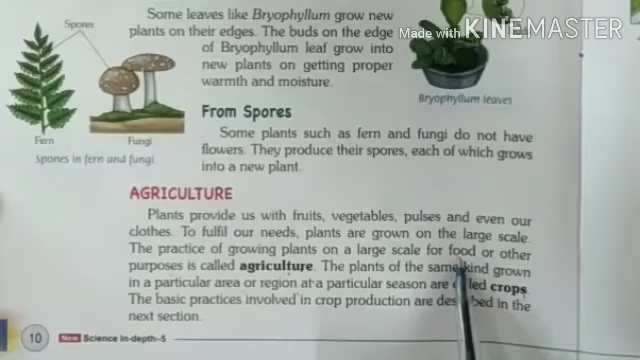 Some leaves like Bryophyllum grow new
plants on their edges. The buds on the edge
of Bryophyllum leaf grow into
new plants on getting proper
warmth and moisture.
Made with KINEMASTER
Bryophyllum leaves
Spores
Fern
Fungi
Spores in fern and fungi
From Spores
Some plants such as fern and fungi do not have
flowers. They produce their spores, each of which grows
into a new plant.
AGRICULTURE
Plants provide us with fruits, vegetables, pulses and even our
clothes. To fulfil our needs, plants are grown on the large scale.
The practice of growing plants on a large scale for food or other
purposes is called agriculture. The plants of the same kind grown
in a particular area or region at a particular season are called crops.
The basic practices involved in crop production are described in the
next section.
10
New Science In-depth-5